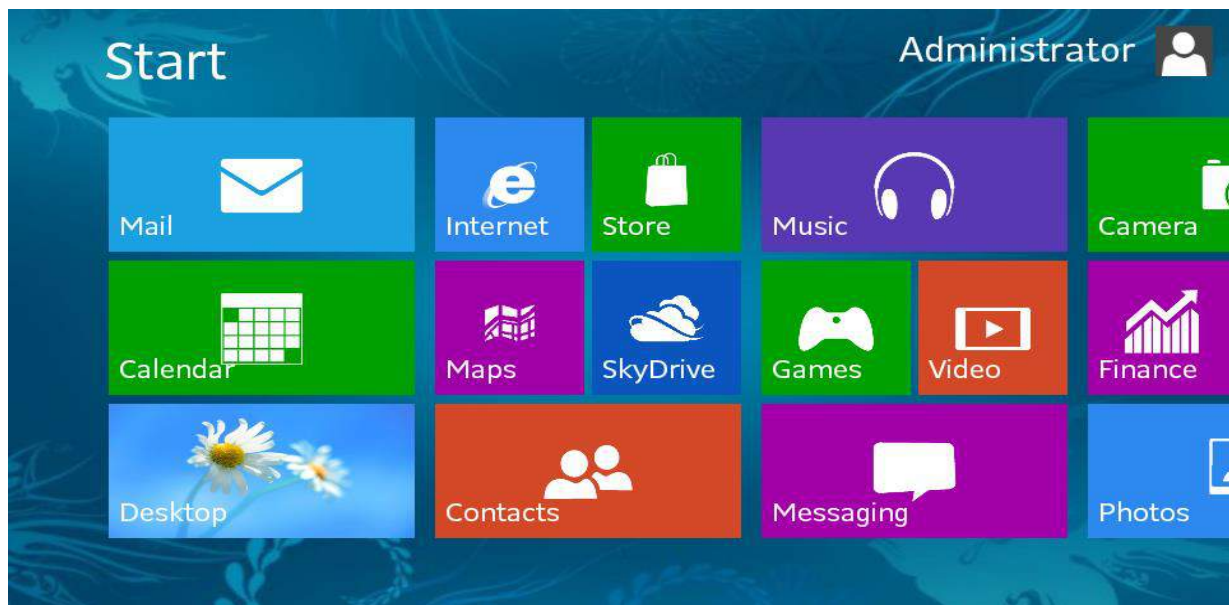 Start
Administrator
Mail
Internet
Store
Music
Camera
Calendar
Maps
SkyDrive
Games
Video
Finance
Desktop
Contacts
Messaging
Photos